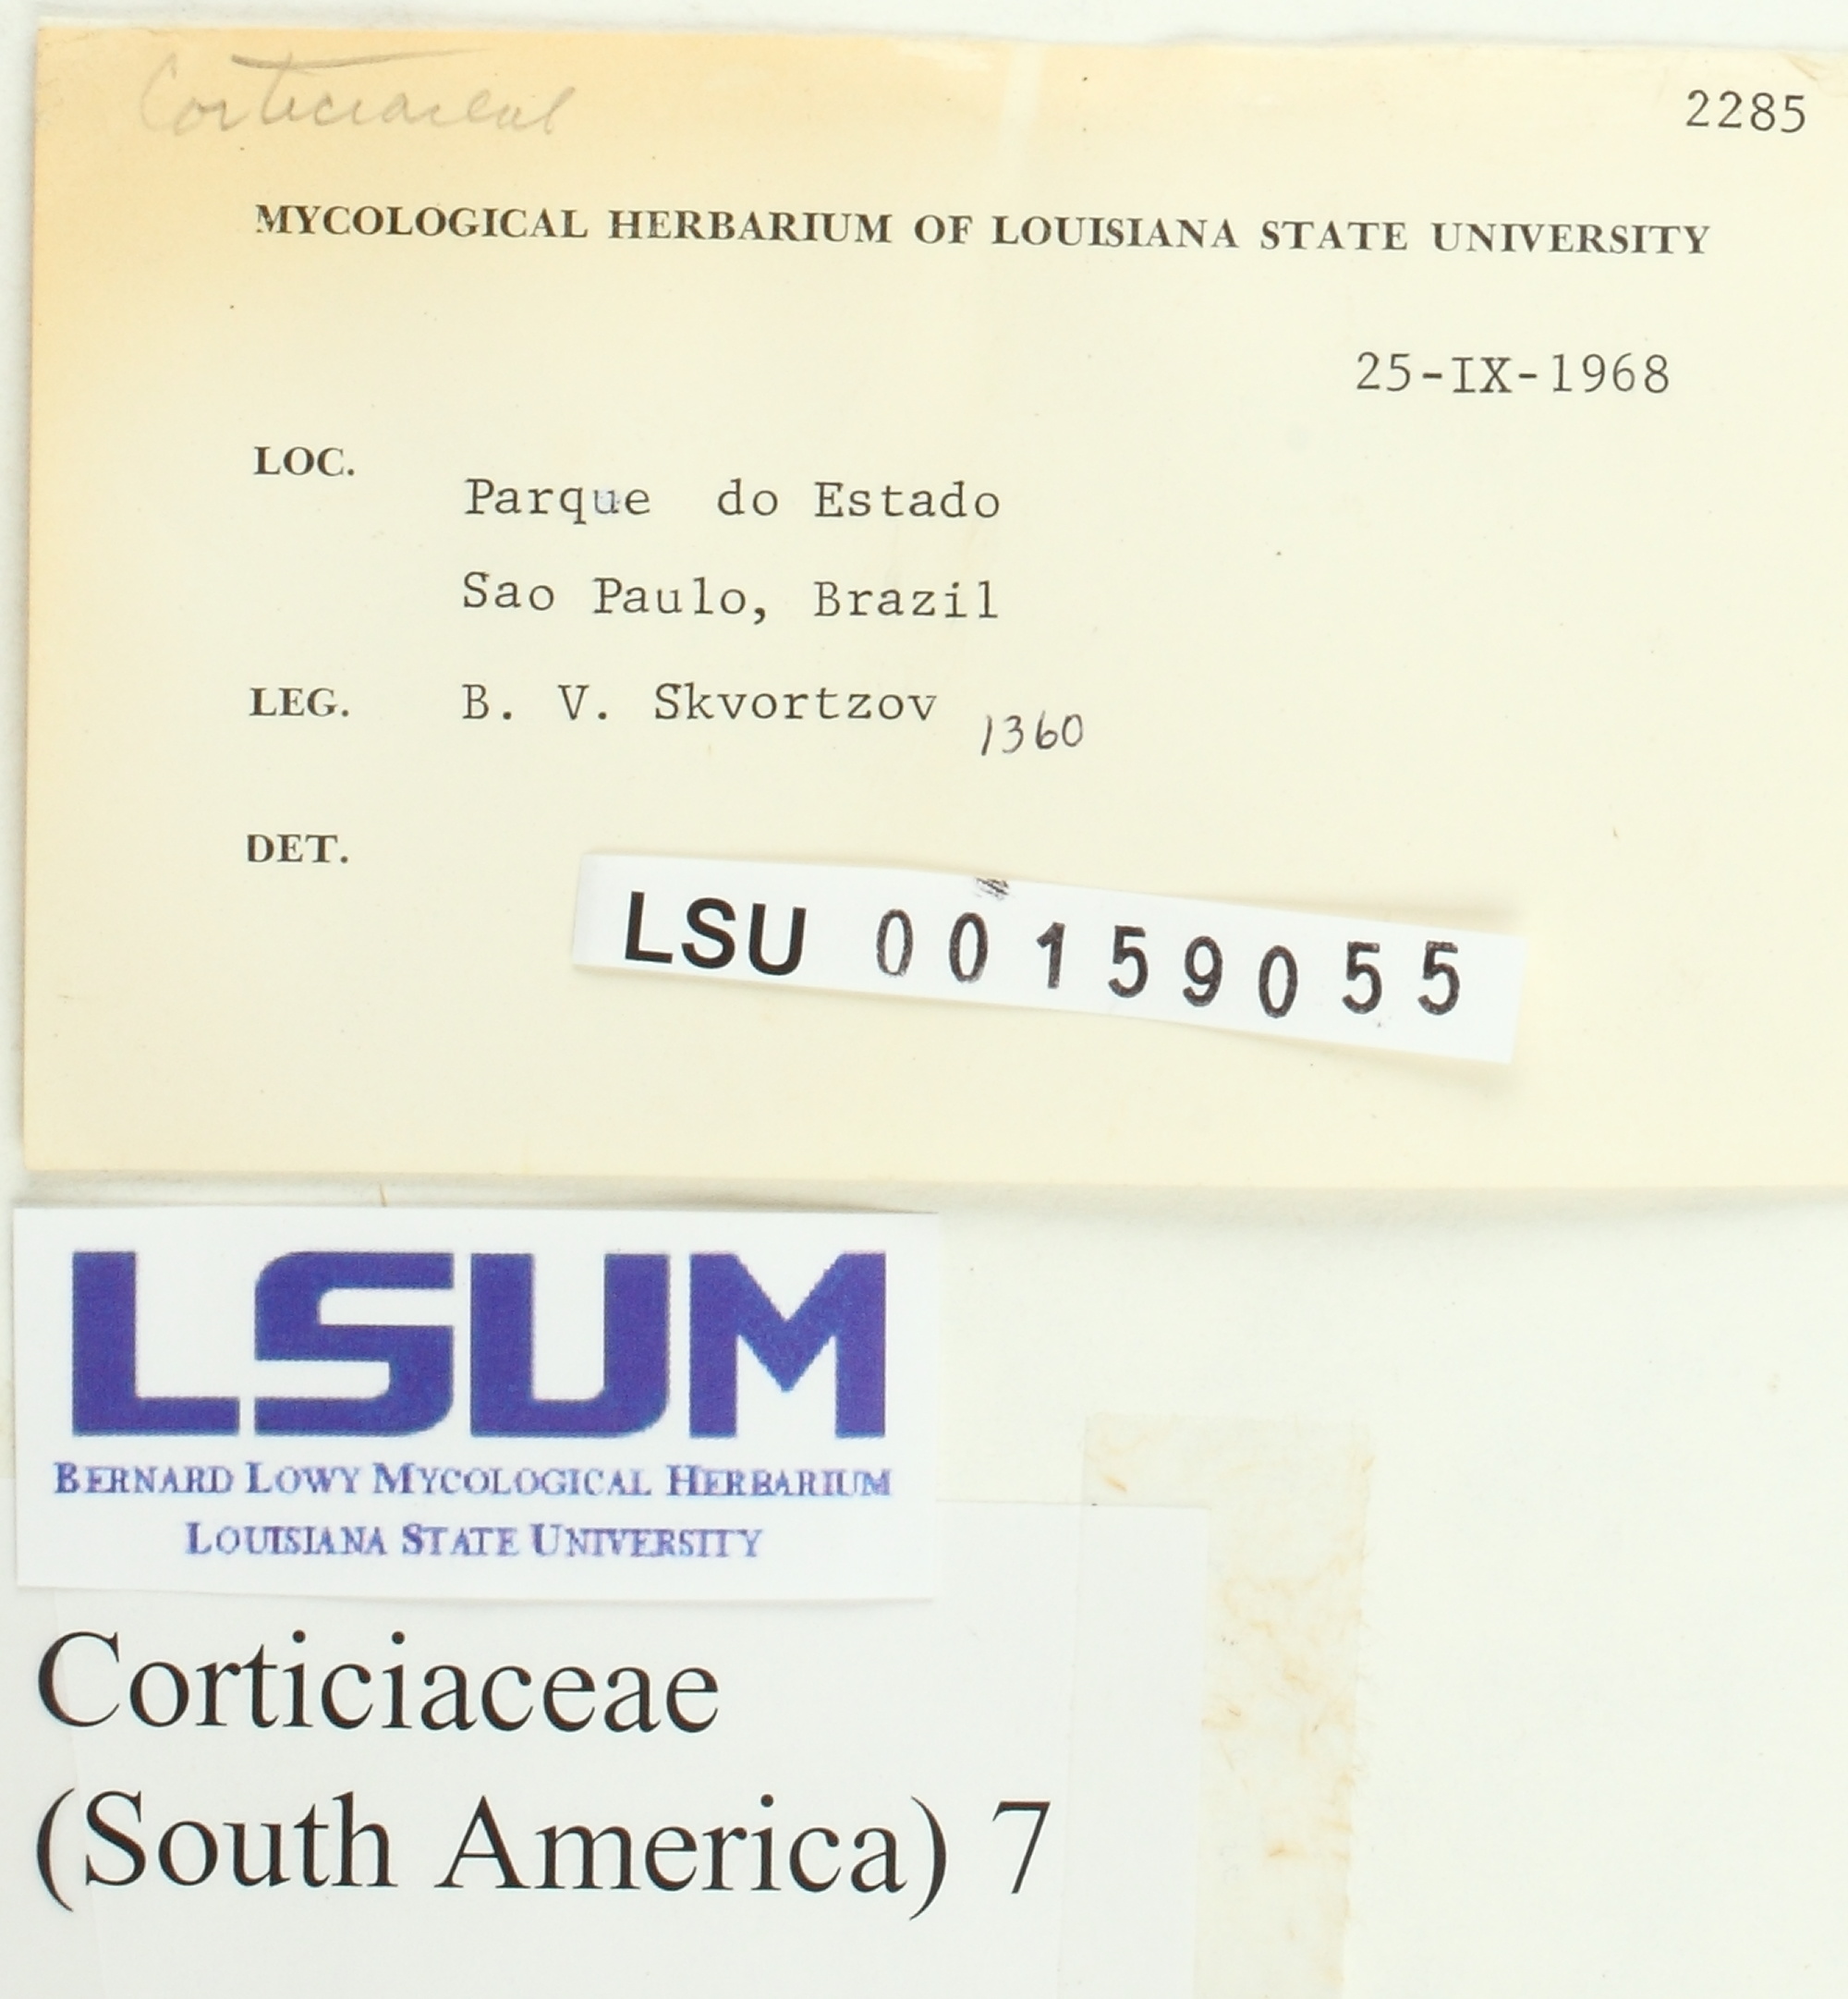 Corticiaceae
2285
MYCOLOGICAL HERBARIUM OF LOUISIANA STATE UNIVERSITY
25-IX-1968
LOC.
Parque do Estado
Sao Paulo, Brazil
LEG. B. V. Skvortzov 1360
DET.
LSU 00159055
LSUM
BERNARD LOWY MYCOLOGICAL HERBARIUM
LOUISIANA STATE UNIVERSITY
Corticiaceae
(South America) 7